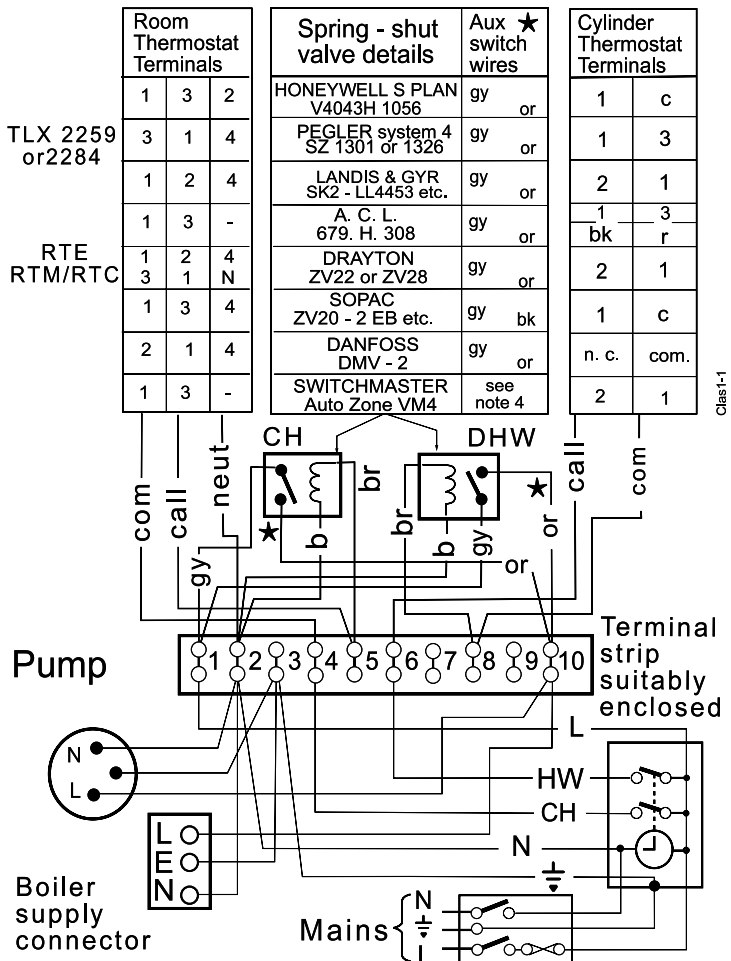 Room
Thermostat
Terminals
Spring - shut
valve details
Aux ★
switch
wires
Cylinder
Thermostat
Terminals
1 3 2
HONEYWELL S PLAN
V4043H 1056
gy or
1 c
TLX 2259
or2284
3 1 4
PEGLER system 4
SZ 1301 or 1326
gy or
1 3
1 2 4
LANDIS & GYR
SK2 - LL4453 etc.
gy or
2 1
1 3 -
A. C. L.
679. H. 308
gy or
1 3
bk r
RTE
RTM/RTC
1 2 4
3 1 N
DRAYTON
ZV22 or ZV28
gy or
2 1
1 3 4
SOPAC
ZV20 - 2 EB etc.
gy bk
1 c
2 1 4
DANFOSS
DMV - 2
gy or
n. c. com.
1 3 -
SWITCHMASTER
Auto Zone VM4
see
note 4
2 1
Clas1-1
CH
DHW
com
call
neut
gy
★
b
br
br
b
gy
★
or
or
call
com
1 2 3 4 5 6 7 8 9 10
Terminal
strip
suitably
enclosed
Pump
N
L
L
E
N
Boiler
supply
connector
L
HW
CH
N
Mains
N
L